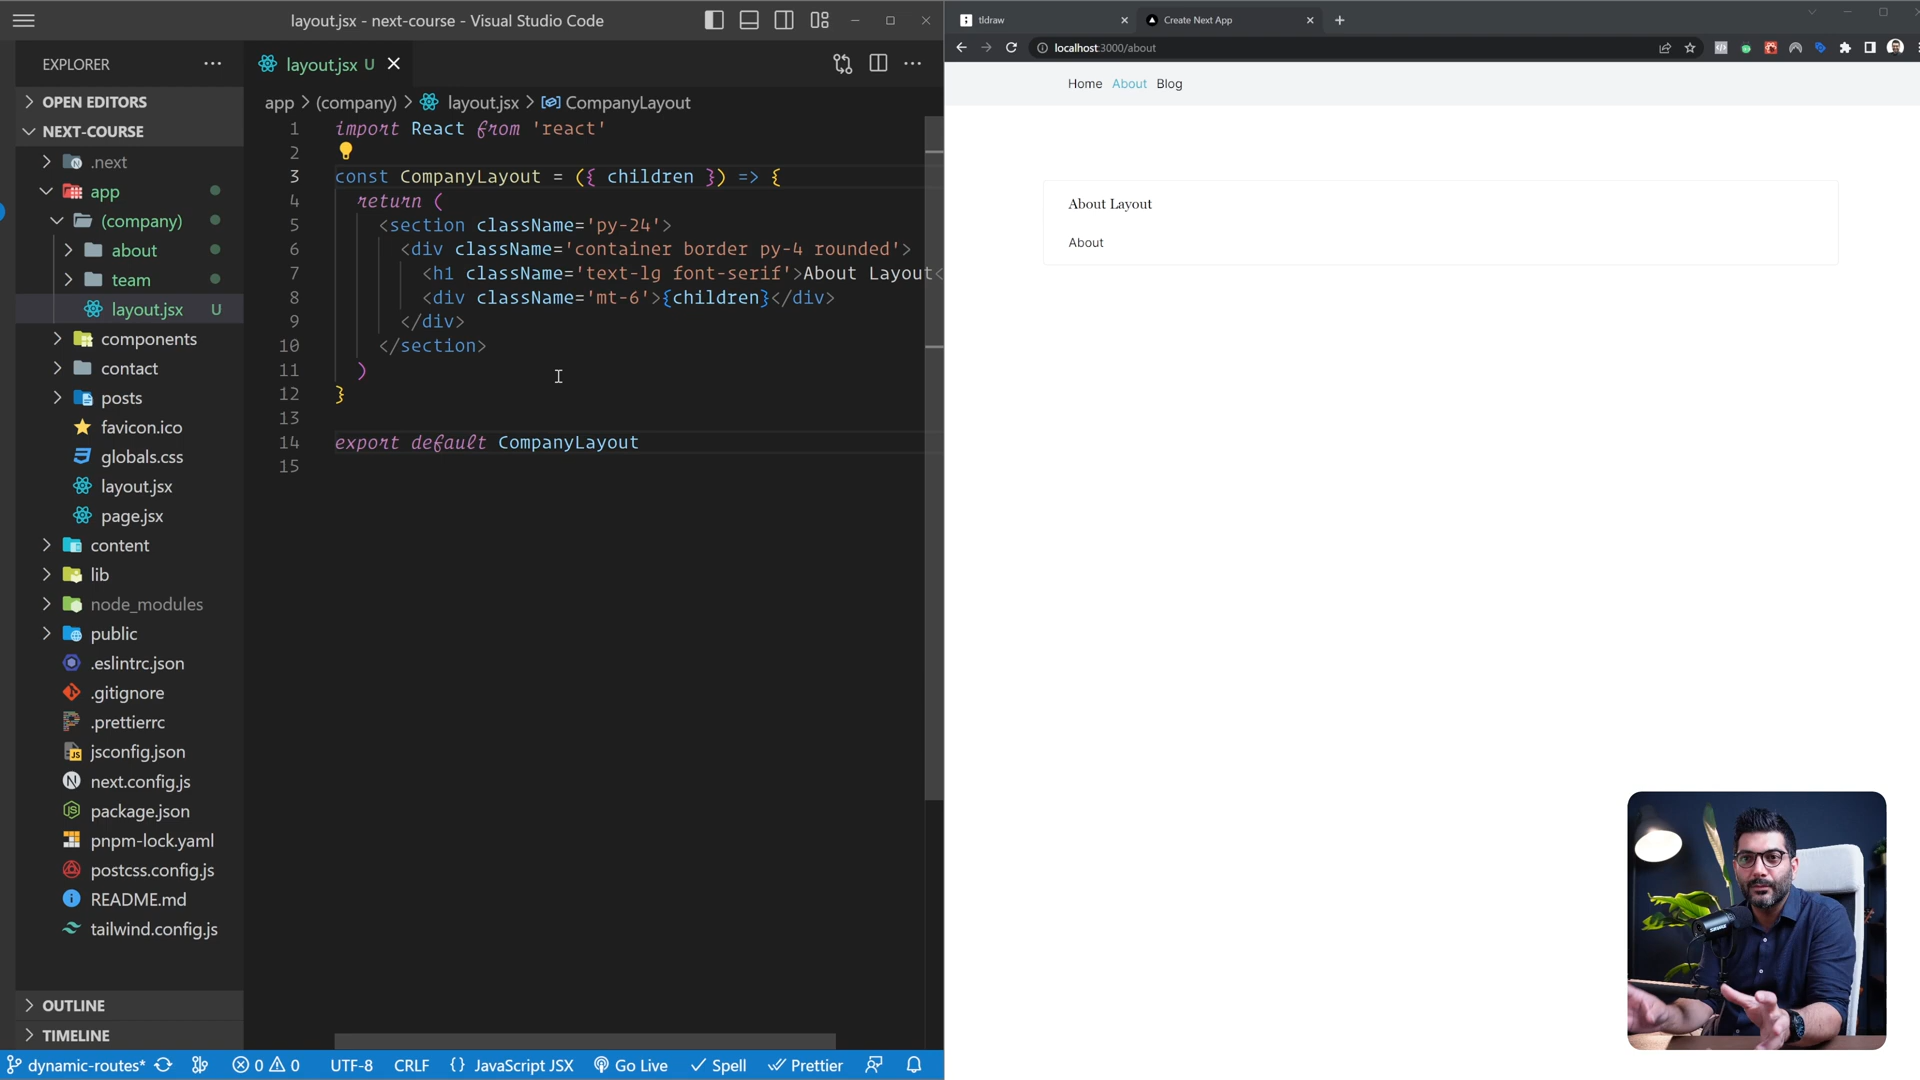 layout.jsx - next-course - Visual Studio Code
EXPLORER
OPEN EDITORS
NEXT-COURSE
.next
app
(company)
about
team
layout.jsx U
components
contact
posts
favicon.ico
globals.css
layout.jsx
page.jsx
content
lib
node_modules
public
.eslintrc.json
.gitignore
.prettierrc
jsconfig.json
next.config.js
package.json
pnpm-lock.yaml
postcss.config.js
README.md
tailwind.config.js
OUTLINE
TIMELINE
layout.jsx U
app > (company) > layout.jsx > CompanyLayout
1 import React from 'react'
2
3 const CompanyLayout = ({ children }) => {
4 return (
5 <section className='py-24'>
6 <div className='container border py-4 rounded'>
7 <h1 className='text-lg font-serif'>About Layout<
8 <div className='mt-6'>{children}</div>
9 </div>
10 </section>
11 )
12 }
13
14 export default CompanyLayout
15
dynamic-routes* 0 0 UTF-8 CRLF {} JavaScript JSX Go Live Spell Prettier
tldraw
Create Next App
localhost:3000/about
Home About Blog
About Layout
About